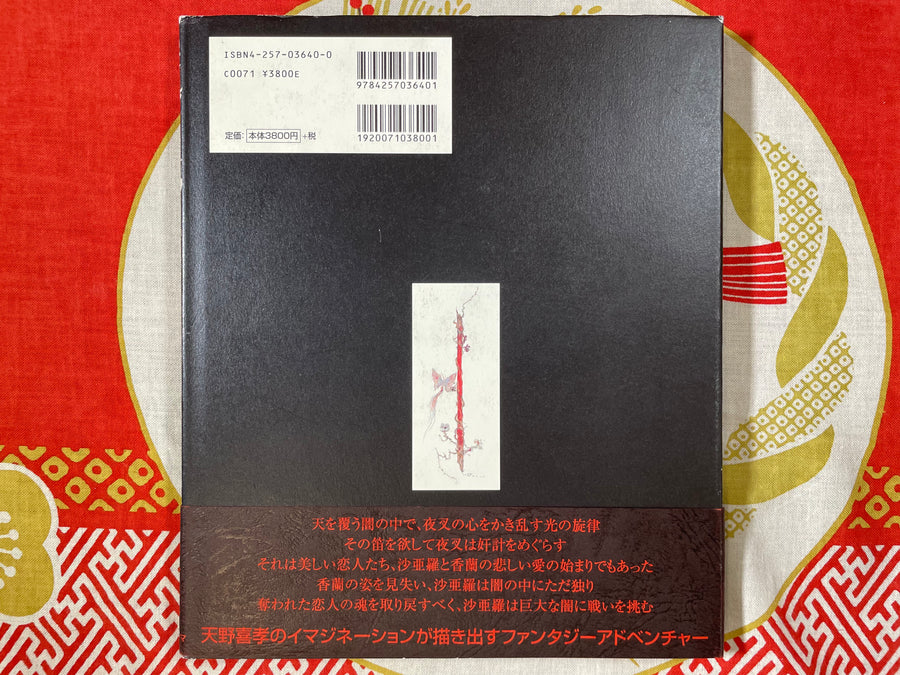 ISBN4-257-03640-0
C0071 ¥3800E
9784257036401
定価: 本体3800円 +税
1920071038001
天を覆う闇の中で、夜叉の心をかき乱す光の旋律
その笛を欲して夜叉は奸計をめぐらす
それは美しい恋人たち、沙亜羅と香蘭の悲しい愛の始まりでもあった
香蘭の姿を見失い、沙亜羅は闇の中にただ独り
奪われた恋人の魂を取り戻すべく、沙亜羅は巨大な闇に戦いを挑む
天野喜孝のイマジネーションが描き出すファンタジーアドベンチャー